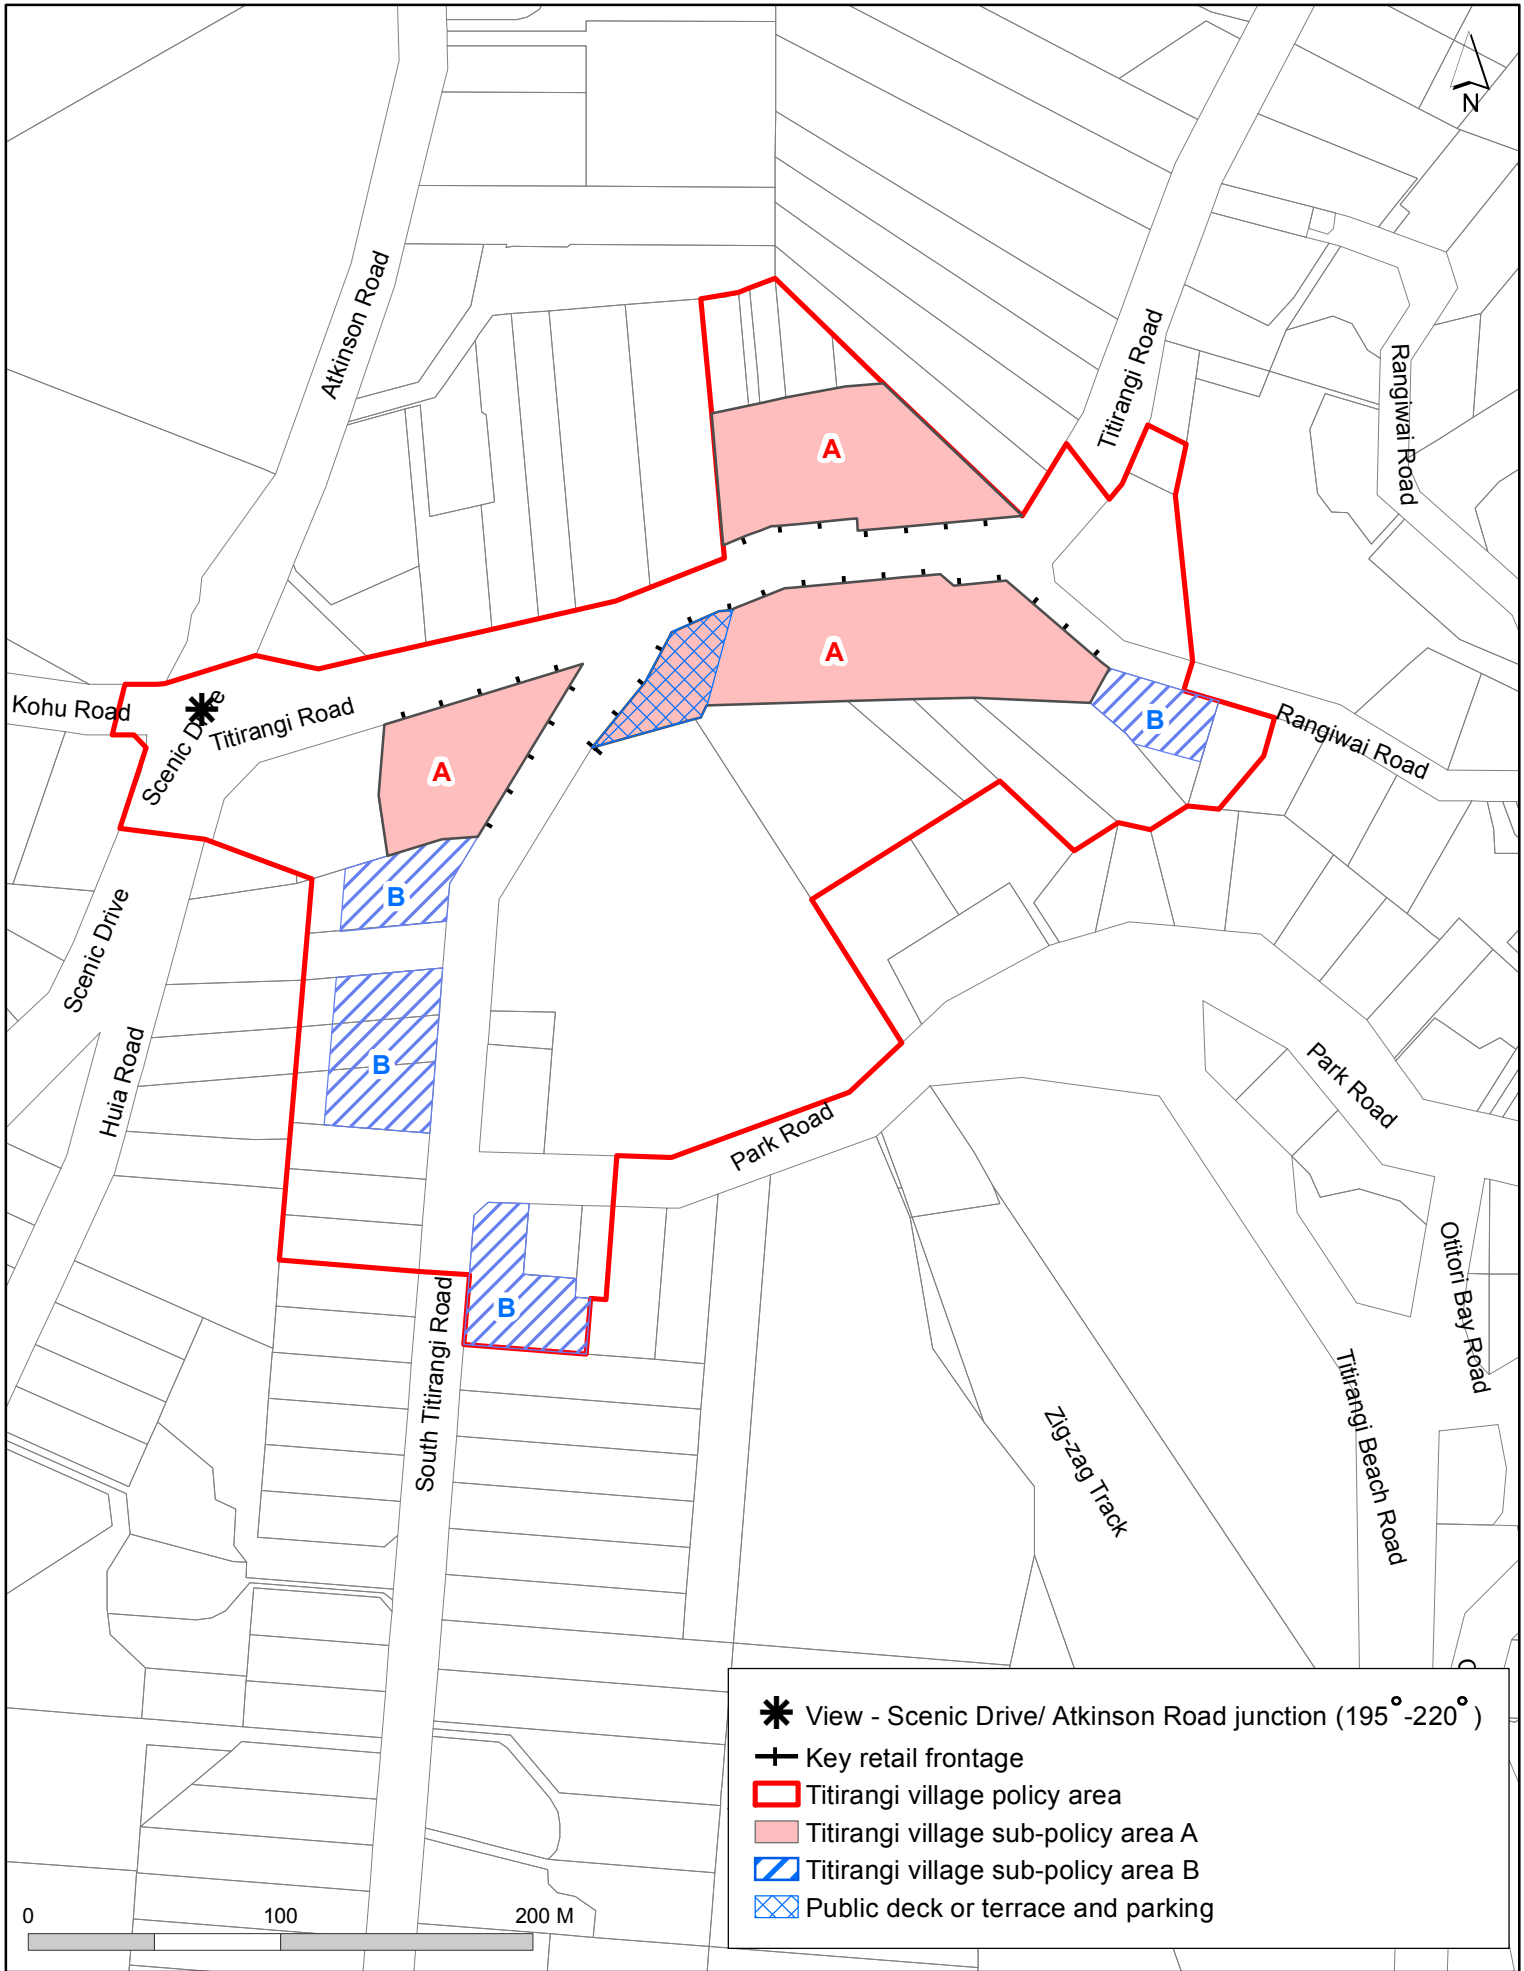 N
Atkinson Road
Titirangi Road
Rangiwai Road
A
A
Kohu Road
Scenic Drive
Titirangi Road
A
B
Rangiwai Road
B
Scenic Drive
Huia Road
B
Park Road
Park Road
B
South Titirangi Road
Otitori Bay Road
Titirangi Beach Road
Zig-zag Track
View - Scenic Drive/ Atkinson Road junction (195°-220°)
Key retail frontage
Titirangi village policy area
Titirangi village sub-policy area A
Titirangi village sub-policy area B
Public deck or terrace and parking
0 100 200 M